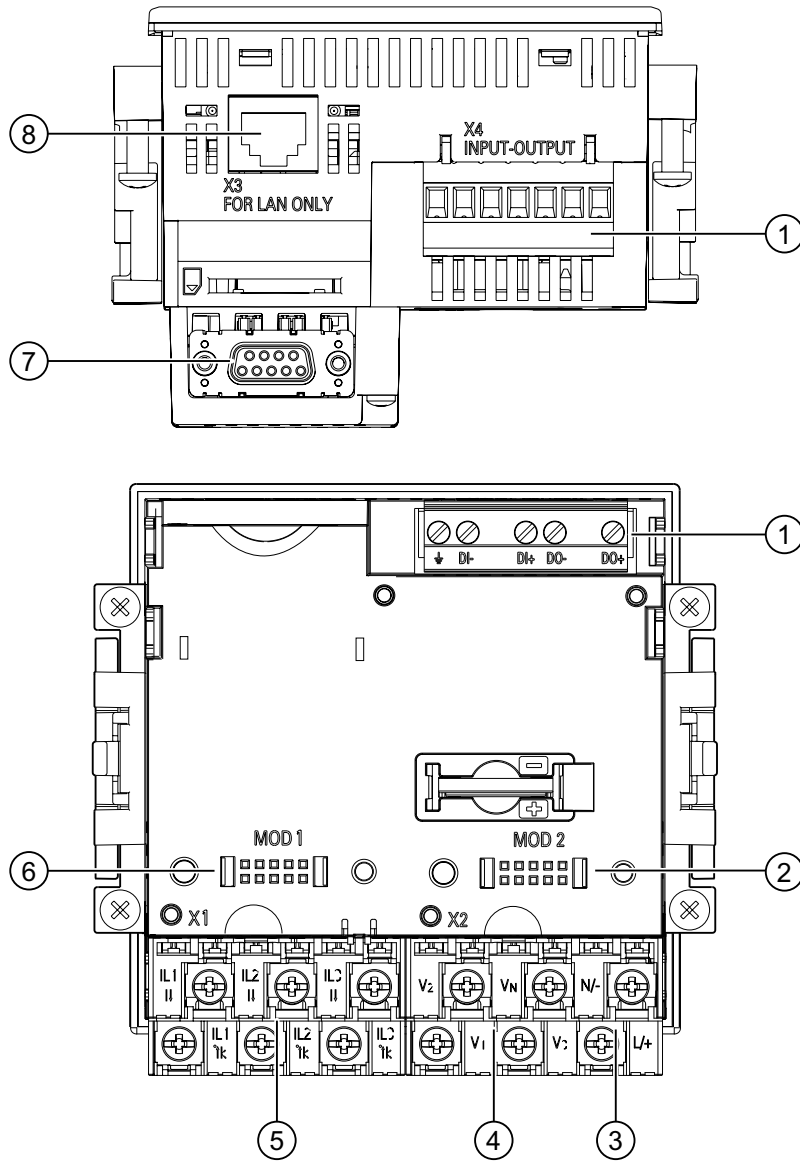 8
X4
INPUT-OUTPUT
X3
FOR LAN ONLY
1
7
1
DI- DI+ DO- DO+
MOD 1 MOD 2
6
2
X1 X2
IL1 IL2 IL3 V2 VN N/-
IL1 IL2 IL3 V1 V3 L/+
5 4 3